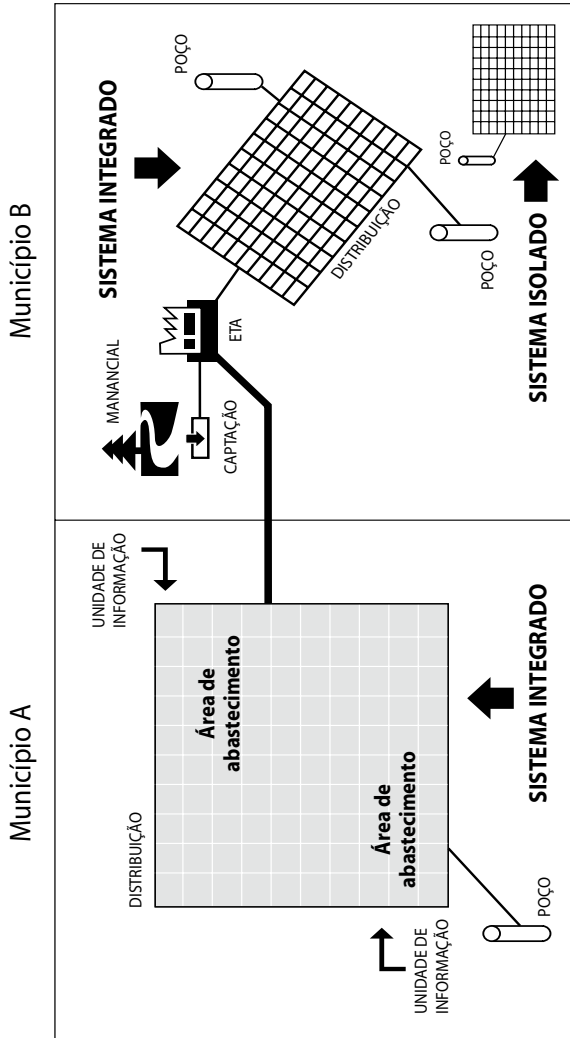 Município A
Município B
DISTRIBUIÇÃO
UNIDADE DE
INFORMAÇÃO
Área de
abastecimento
Área de
abastecimento
UNIDADE DE
INFORMAÇÃO
POÇO
SISTEMA INTEGRADO
MANANCIAL
CAPTAÇÃO
ETA
SISTEMA INTEGRADO
POÇO
DISTRIBUIÇÃO
POÇO
POÇO
SISTEMA ISOLADO